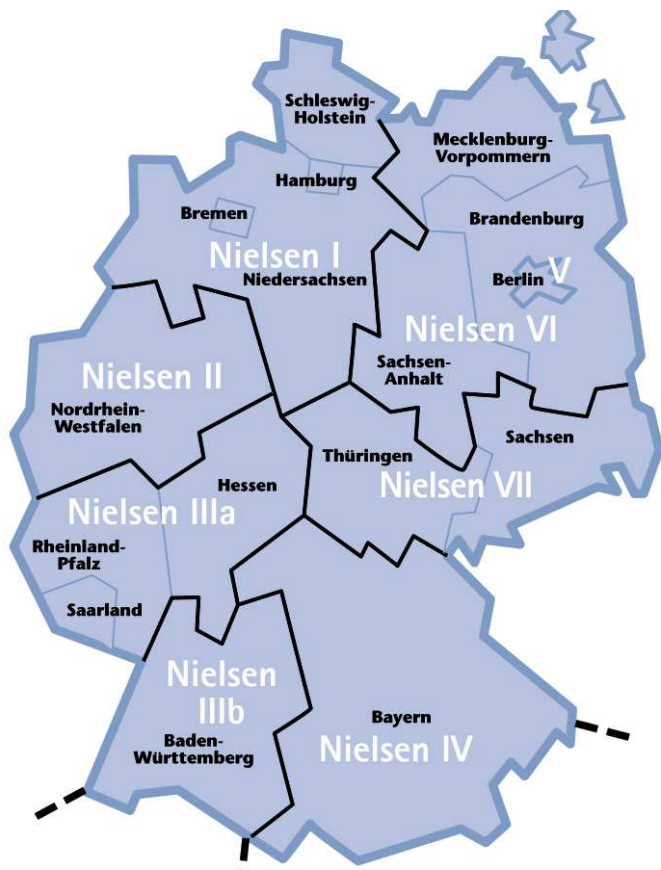 Schleswig-
Holstein
Mecklenburg-
Vorpommern
Hamburg
Bremen
Brandenburg
Nielsen I
Niedersachsen
Berlin
V
Nielsen VI
Sachsen-
Anhalt
Nielsen II
Nordrhein-
Westfalen
Sachsen
Thüringen
Hessen
Nielsen VII
Nielsen IIIa
Rheinland-
Pfalz
Saarland
Nielsen
IIIb
Baden-
Württemberg
Bayern
Nielsen IV